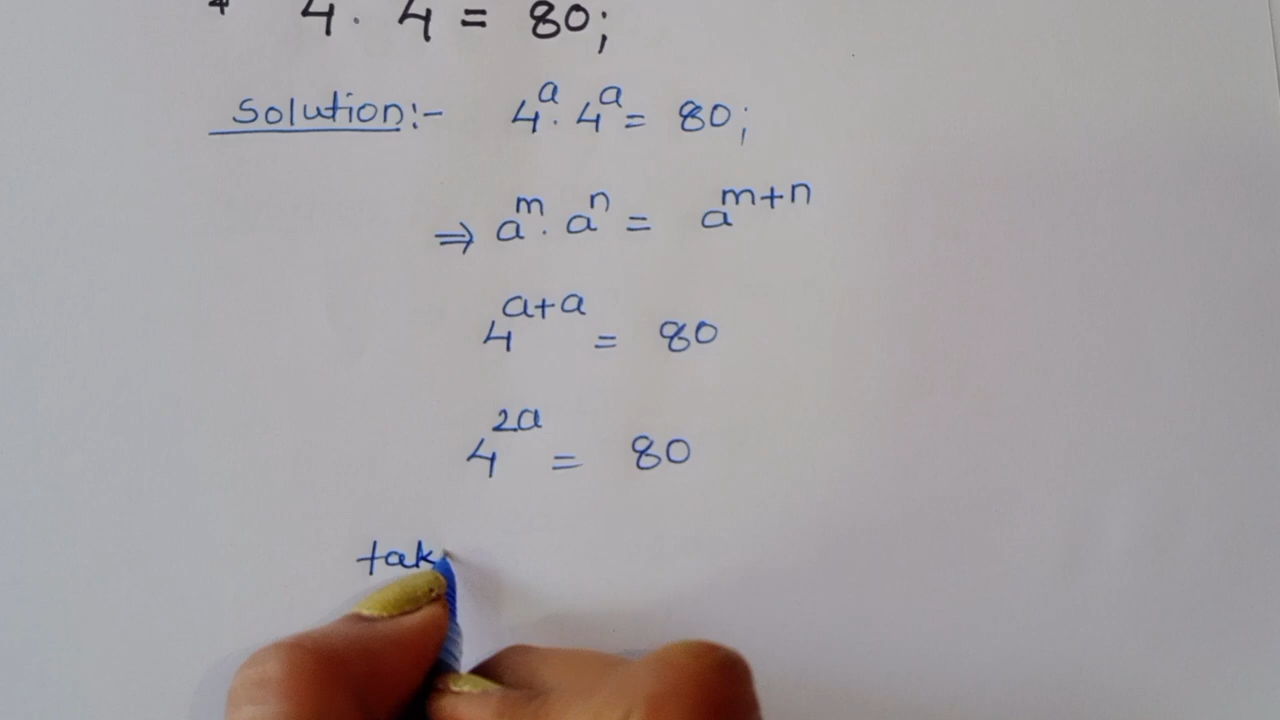 4 · 4 = 80;
Solution:- 4^a · 4^a = 80;
⇒ a^m · a^n = a^(m+n)
4^(a+a) = 80
4^(2a) = 80
tak